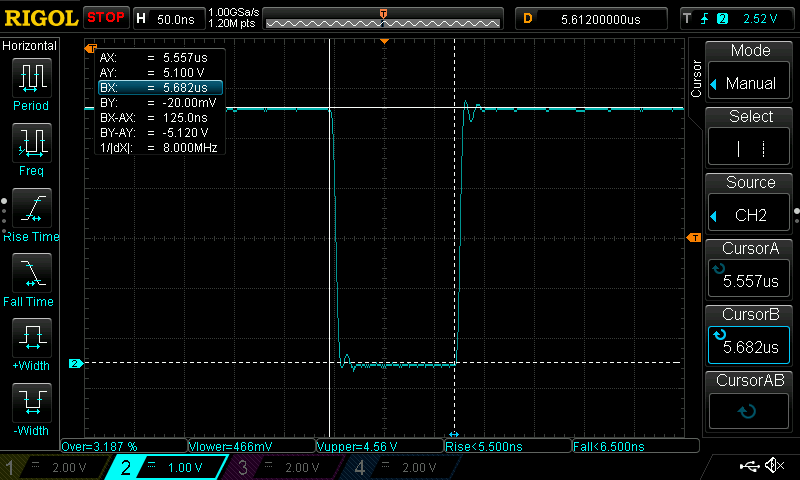 RIGOL STOP H 50.0ns 1.00GSa/s 1.20M pts T D 5.61200000us T 2 2.52 V
Horizontal
Period
Freq
Rise Time
Fall Time
+Width
-Width
T
AX: = 5.557us
AY: = 5.100 V
BX: = 5.682us
BY: = -20.00mV
BX-AX: = 125.0ns
BY-AY: = -5.120 V
1/|dX|: = 8.000MHz
T
2
Cursor
Mode
Manual
Select
Source
CH2
CursorA
5.557us
CursorB
5.682us
CursorAB
Over=3.187 % Vlower=466mV Vupper=4.56 V Rise<5.500ns Fall<6.500ns
1 2.00 V 2 1.00 V 3 2.00 V 4 2.00 V